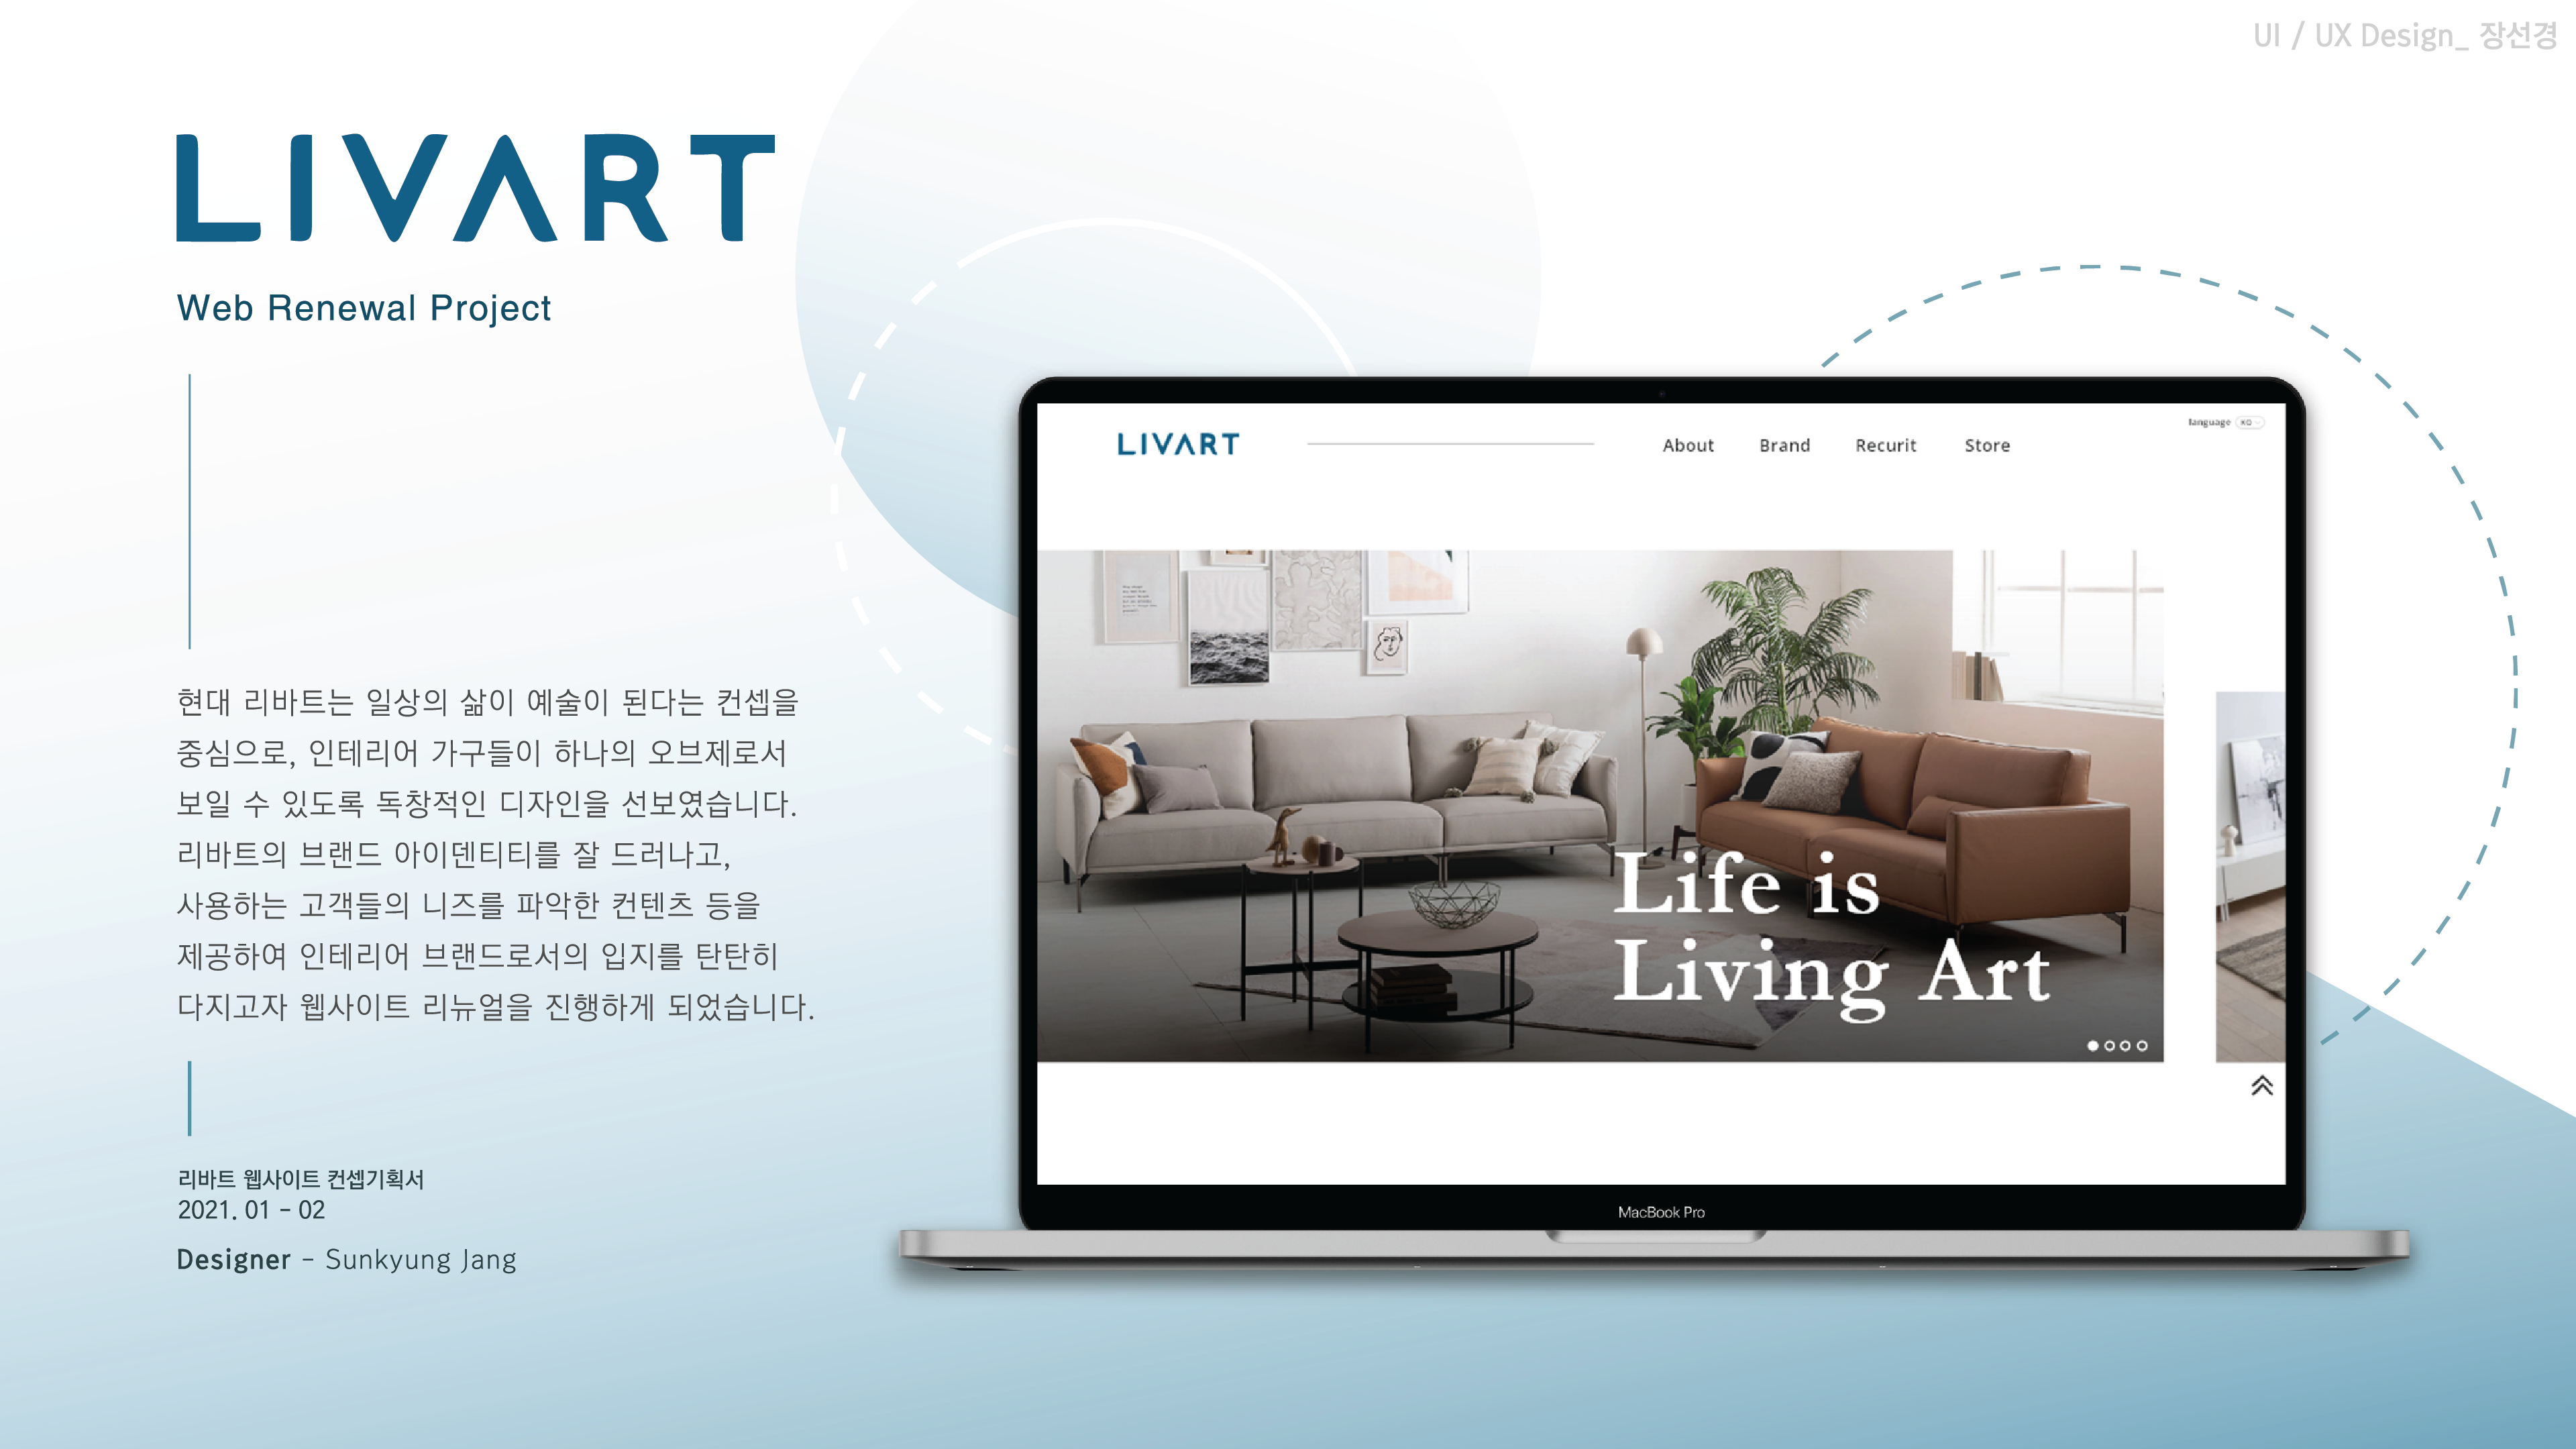 UI / UX Design_ 장선경
LIVART
Web Renewal Project
현대 리바트는 일상의 삶이 예술이 된다는 컨셉을
중심으로, 인테리어 가구들이 하나의 오브제로서
보일 수 있도록 독창적인 디자인을 선보였습니다.
리바트의 브랜드 아이덴티티를 잘 드러나고,
사용하는 고객들의 니즈를 파악한 컨텐츠 등을
제공하여 인테리어 브랜드로서의 입지를 탄탄히
다지고자 웹사이트 리뉴얼을 진행하게 되었습니다.
리바트 웹사이트 컨셉기획서
2021. 01 - 02
Designer - Sunkyung Jang
language KO
LIVART About Brand Recurit Store
Life is
Living Art
MacBook Pro